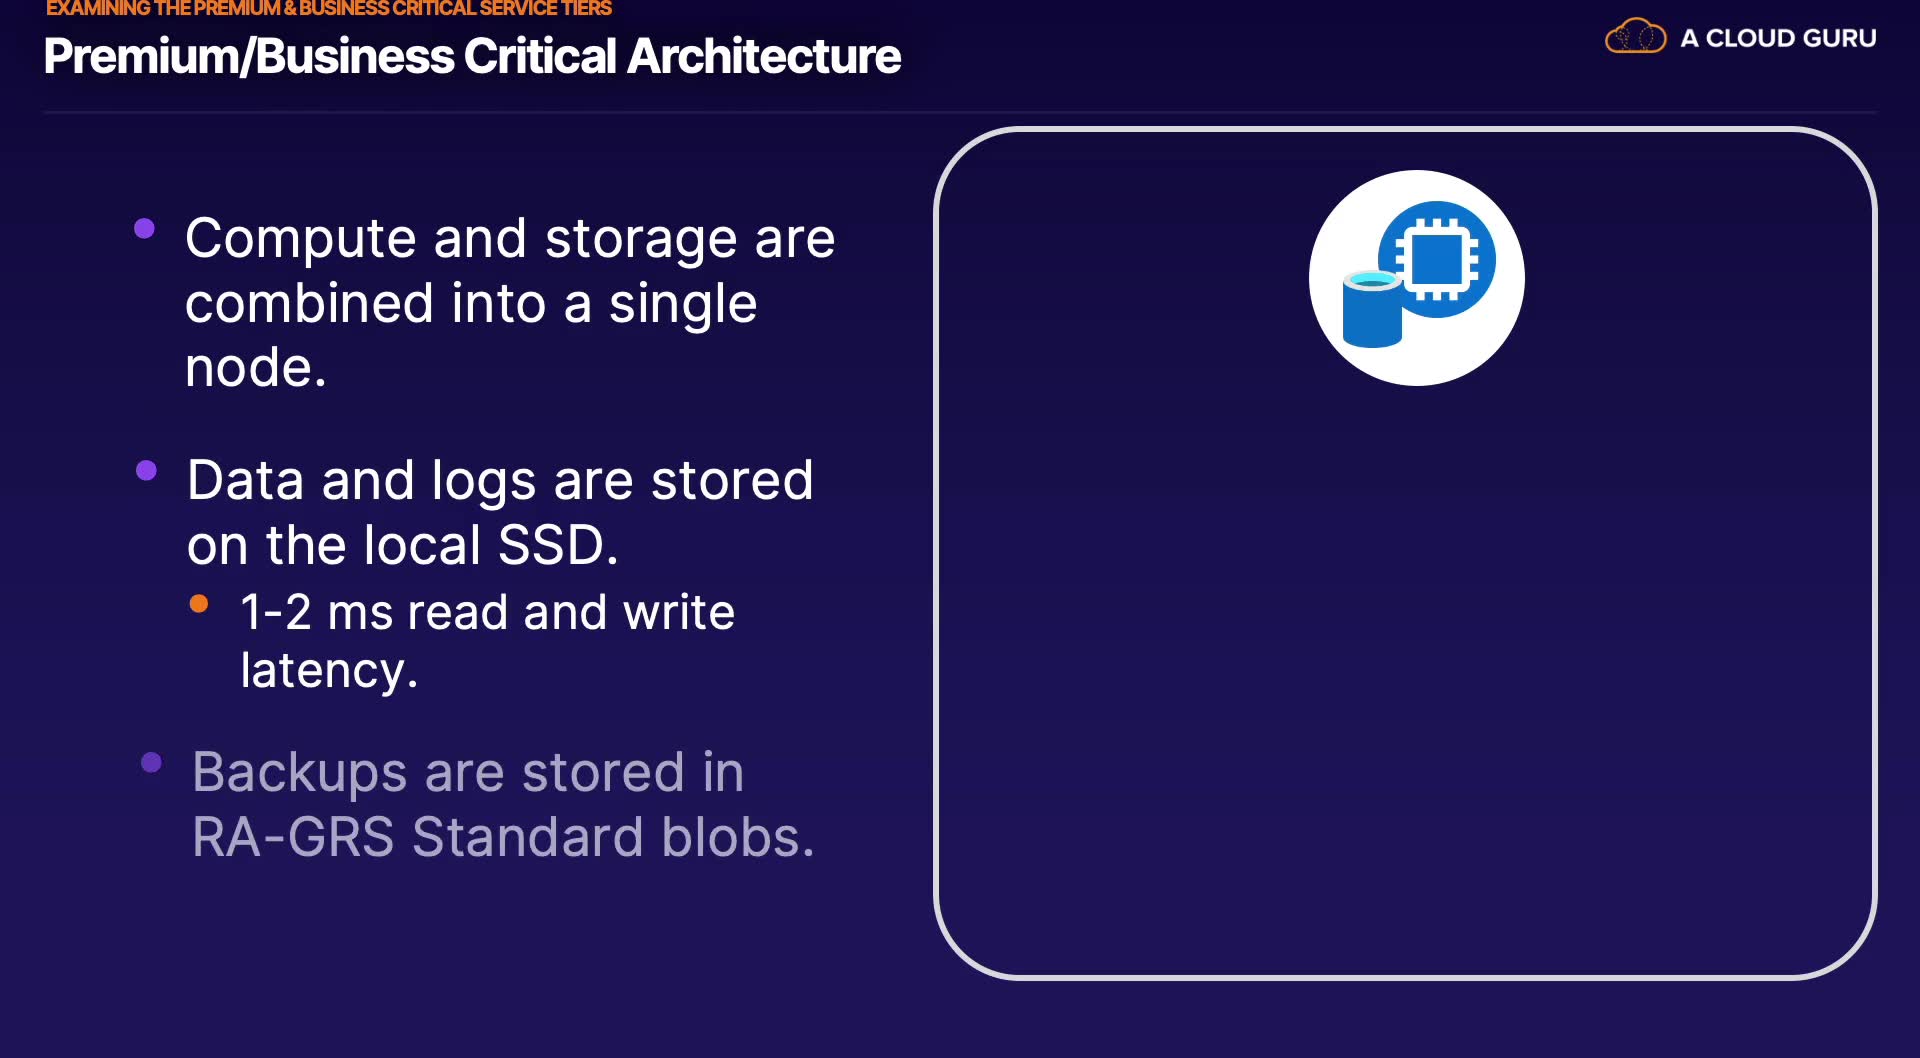 EXAMINING THE PREMIUM & BUSINESS CRITICAL SERVICE TIERS
Premium/Business Critical Architecture
A CLOUD GURU
Compute and storage are
combined into a single
node.
Data and logs are stored
on the local SSD.
1-2 ms read and write
latency.
Backups are stored in
RA-GRS Standard blobs.